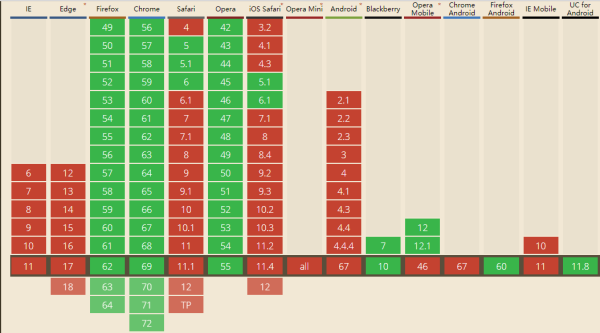 IE Edge * Firefox Chrome Safari Opera iOS Safari * Opera Mini * Android * Blackberry Opera Mobile * Chrome Android Firefox Android IE Mobile UC for Android
49 56 4 42 3.2
50 57 5 43 4.1
51 58 5.1 44 4.3
52 59 6 45 5.1
53 60 6.1 46 6.1 2.1
54 61 7 47 7.1 2.2
55 62 7.1 48 8 2.3
56 63 8 49 8.4 3
6 12 57 64 9 50 9.2 4
7 13 58 65 9.1 51 9.3 4.1
8 14 59 66 10 52 10.2 4.3
9 15 60 67 10.1 53 10.3 4.4 12
10 16 61 68 11 54 11.2 4.4.4 7 12.1 10
11 17 62 69 11.1 55 11.4 all 67 10 46 67 60 11 11.8
18 63 70 12 12
64 71 TP
72